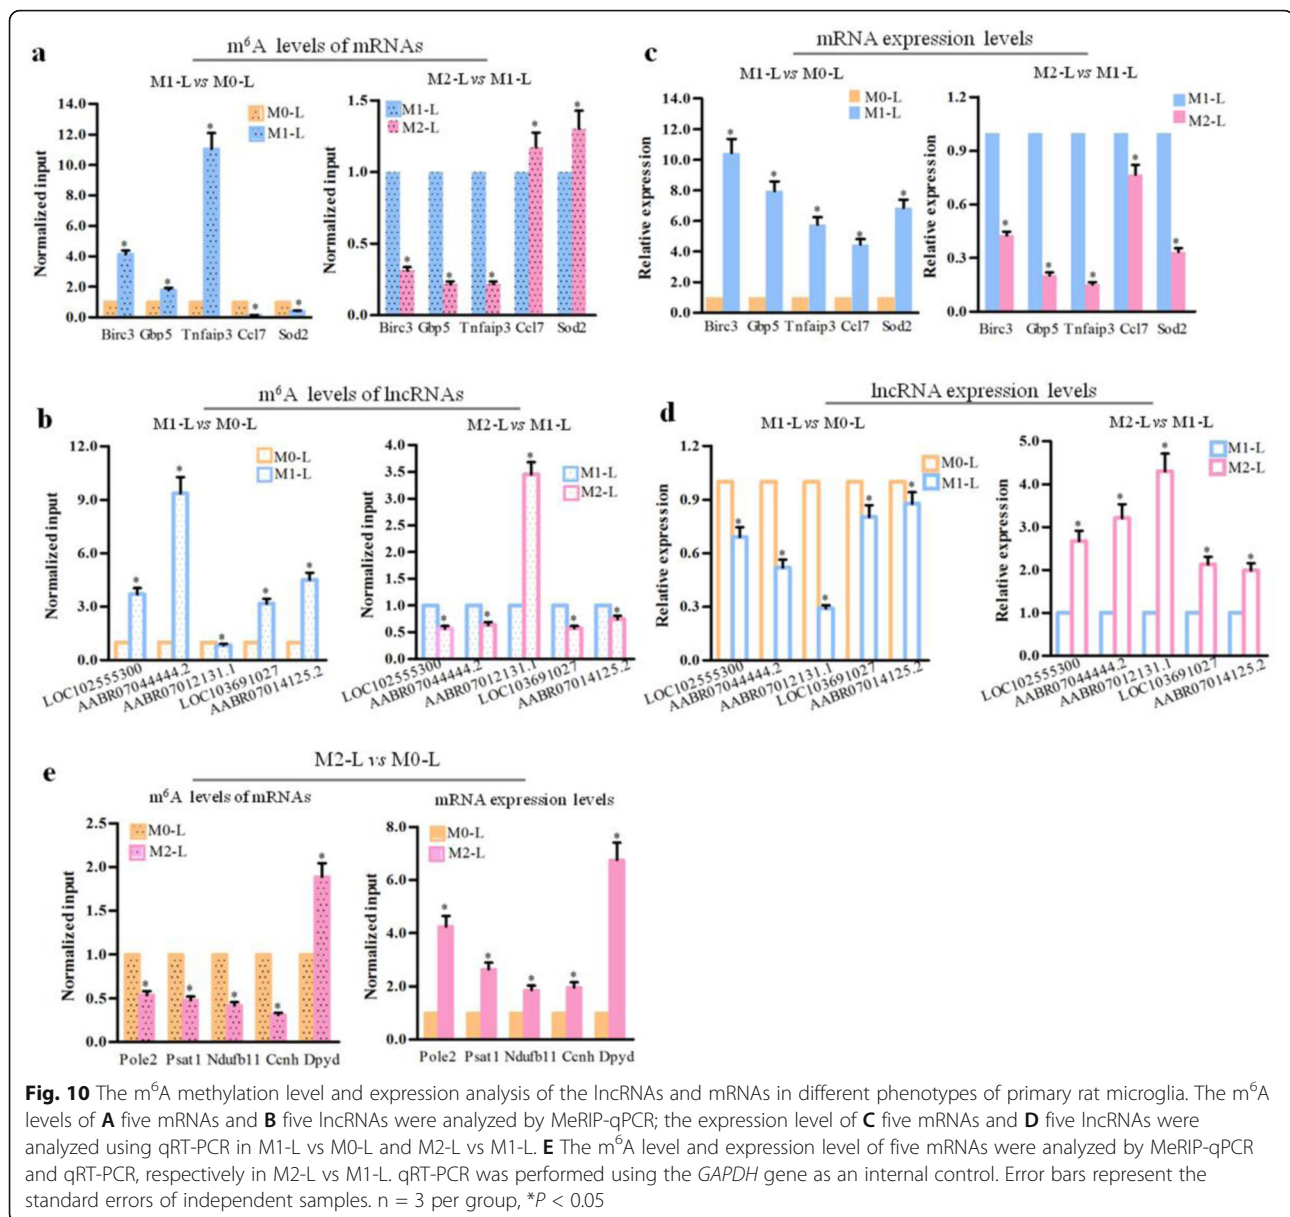 a
m⁶A levels of mRNAs
M1-L vs M0-L
M0-L
M1-L
Normalized input
14.0
12.0
10.0
8.0
6.0
4.0
2.0
0.0
* * * * *
Birc3 Gbp5 Tnfaip3 Ccl7 Sod2
M2-L vs M1-L
M1-L
M2-L
Normalized input
1.5
1.0
0.5
0.0
* * * * *
Birc3 Gbp5 Tnfaip3 Ccl7 Sod2
c
mRNA expression levels
M1-L vs M0-L
M0-L
M1-L
Relative expression
14.0
12.0
10.0
8.0
6.0
4.0
2.0
0.0
* * * * *
Birc3 Gbp5 Tnfaip3 Ccl7 Sod2
M2-L vs M1-L
M1-L
M2-L
Relative expression
1.2
0.9
0.6
0.3
0.0
* * * * *
Birc3 Gbp5 Tnfaip3 Ccl7 Sod2
b
m⁶A levels of lncRNAs
M1-L vs M0-L
M0-L
M1-L
Normalized input
12.0
9.0
6.0
3.0
0.0
* * * * *
LOC102555300
AABR07044444.2
AABR07012131.1
LOC103691027
AABR07014125.2
M2-L vs M1-L
M1-L
M2-L
Normalized input
4.0
3.5
3.0
2.5
2.0
1.5
1.0
0.5
0.0
* * * * *
LOC102555300
AABR07044444.2
AABR07012131.1
LOC103691027
AABR07014125.2
d
lncRNA expression levels
M1-L vs M0-L
M0-L
M1-L
Relative expression
1.2
0.9
0.6
0.3
0.0
* * * * *
LOC102555300
AABR07044444.2
AABR07012131.1
LOC103691027
AABR07014125.2
M2-L vs M1-L
M1-L
M2-L
Relative expression
5.0
4.0
3.0
2.0
1.0
0.0
* * * * *
LOC102555300
AABR07044444.2
AABR07012131.1
LOC103691027
AABR07014125.2
e
M2-L vs M0-L
m⁶A levels of mRNAs
M0-L
M2-L
Normalized input
2.5
2.0
1.5
1.0
0.5
0.0
* * * * *
Pole2 Psat1 Ndufb11 Ccnh Dpyd
mRNA expression levels
M0-L
M2-L
Normalized input
8.0
6.0
4.0
2.0
0.0
* * * * *
Pole2 Psat1 Ndufb11 Ccnh Dpyd
Fig. 10 The m⁶A methylation level and expression analysis of the lncRNAs and mRNAs in different phenotypes of primary rat microglia. The m⁶A
levels of A five mRNAs and B five lncRNAs were analyzed by MeRIP-qPCR; the expression level of C five mRNAs and D five lncRNAs were
analyzed using qRT-PCR in M1-L vs M0-L and M2-L vs M1-L. E The m⁶A level and expression level of five mRNAs were analyzed by MeRIP-qPCR
and qRT-PCR, respectively in M2-L vs M1-L. qRT-PCR was performed using the GAPDH gene as an internal control. Error bars represent the
standard errors of independent samples. n = 3 per group, *P < 0.05